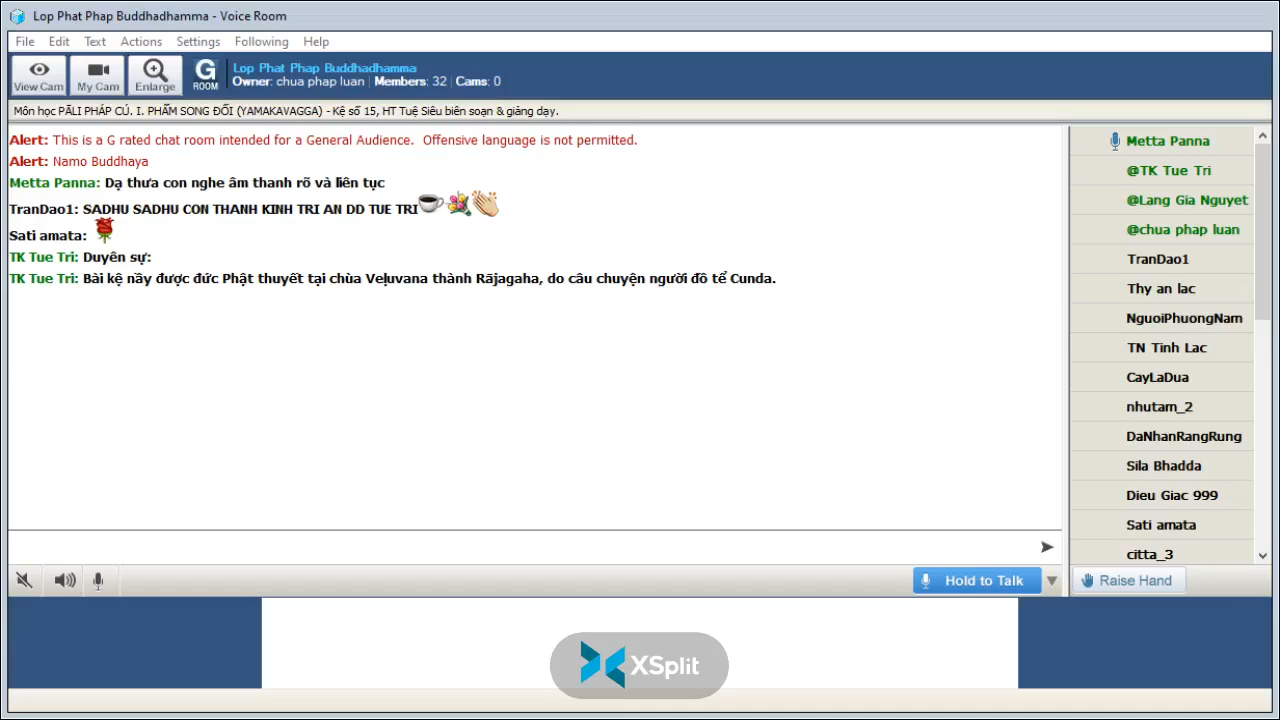 Lop Phat Phap Buddhadhamma - Voice Room
File Edit Text Actions Settings Following Help
View Cam
My Cam
Enlarge
G
ROOM
Lop Phat Phap Buddhadhamma
Owner: chua phap luan | Members: 32 | Cams: 0
Môn học PĀLI PHÁP CÚ. I. PHẨM SONG ĐỐI (YAMAKAVAGGA) - Kệ số 15, HT Tuệ Siêu biên soạn & giảng dạy.
Alert: This is a G rated chat room intended for a General Audience.  Offensive language is not permitted.
Alert: Namo Buddhaya
Metta Panna: Dạ thưa con nghe âm thanh rõ và liên tục
TranDao1: SADHU SADHU CON THANH KINH TRI AN DD TUE TRI
Sati amata:
TK Tue Tri: Duyên sự:
TK Tue Tri: Bài kệ nầy được đức Phật thuyết tại chùa Veḷuvana thành Rājagaha, do câu chuyện người đồ tể Cunda.
Metta Panna
@TK Tue Tri
@Lang Gia Nguyet
@chua phap luan
TranDao1
Thy an lac
NguoiPhuongNam
TN Tinh Lac
CayLaDua
nhutam_2
DaNhanRangRung
Sila Bhadda
Dieu Giac 999
Sati amata
citta_3
Hold to Talk
Raise Hand
XSplit